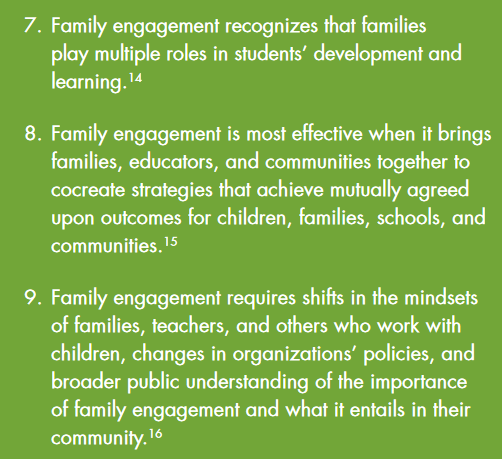 7. Family engagement recognizes that families
play multiple roles in students’ development and
learning.14
8. Family engagement is most effective when it brings
families, educators, and communities together to
cocreate strategies that achieve mutually agreed
upon outcomes for children, families, schools, and
communities.15
9. Family engagement requires shifts in the mindsets
of families, teachers, and others who work with
children, changes in organizations’ policies, and
broader public understanding of the importance
of family engagement and what it entails in their
community.16